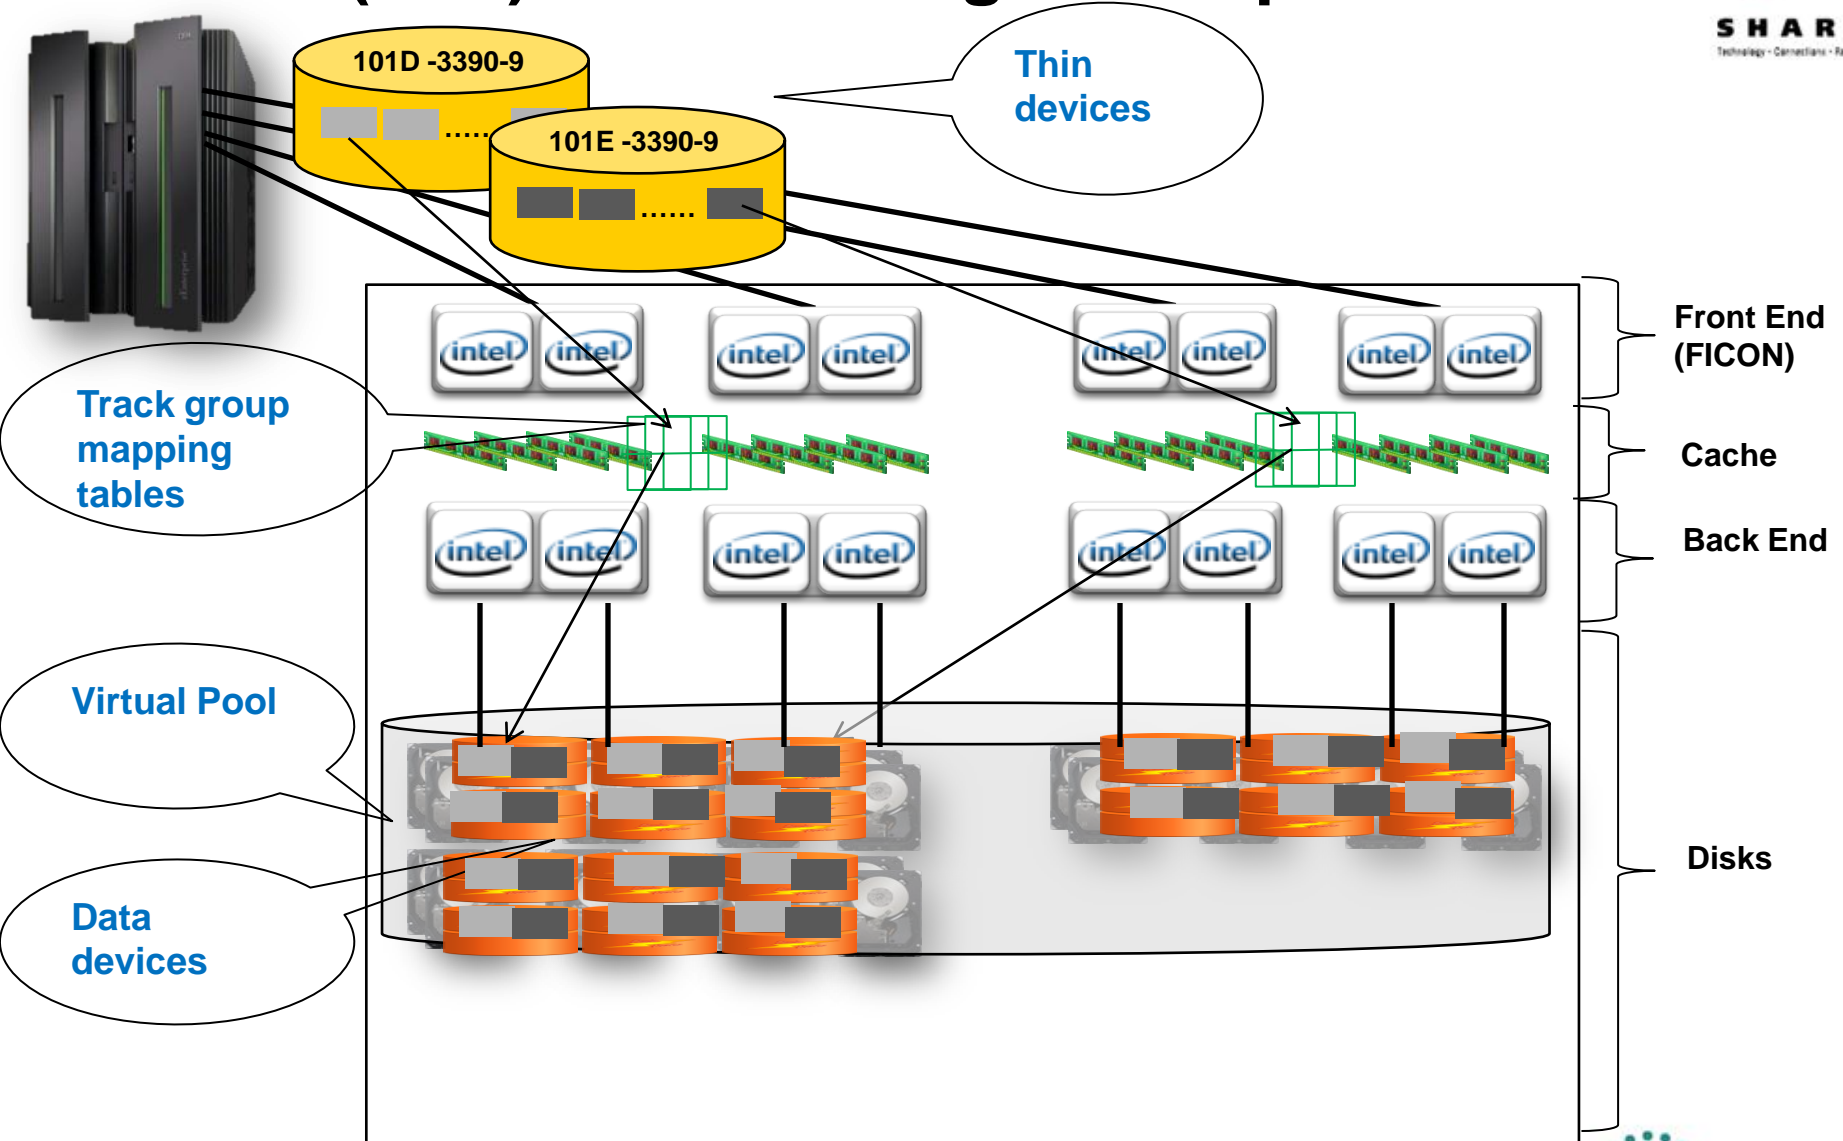 SHAR
101D -3390-9
......
Thin
devices
101E -3390-9
......
Front End
(FICON)
intel intel intel intel intel intel intel intel
Track group
mapping
tables
Cache
Back End
intel intel intel intel intel intel intel intel
Virtual Pool
Disks
Data
devices